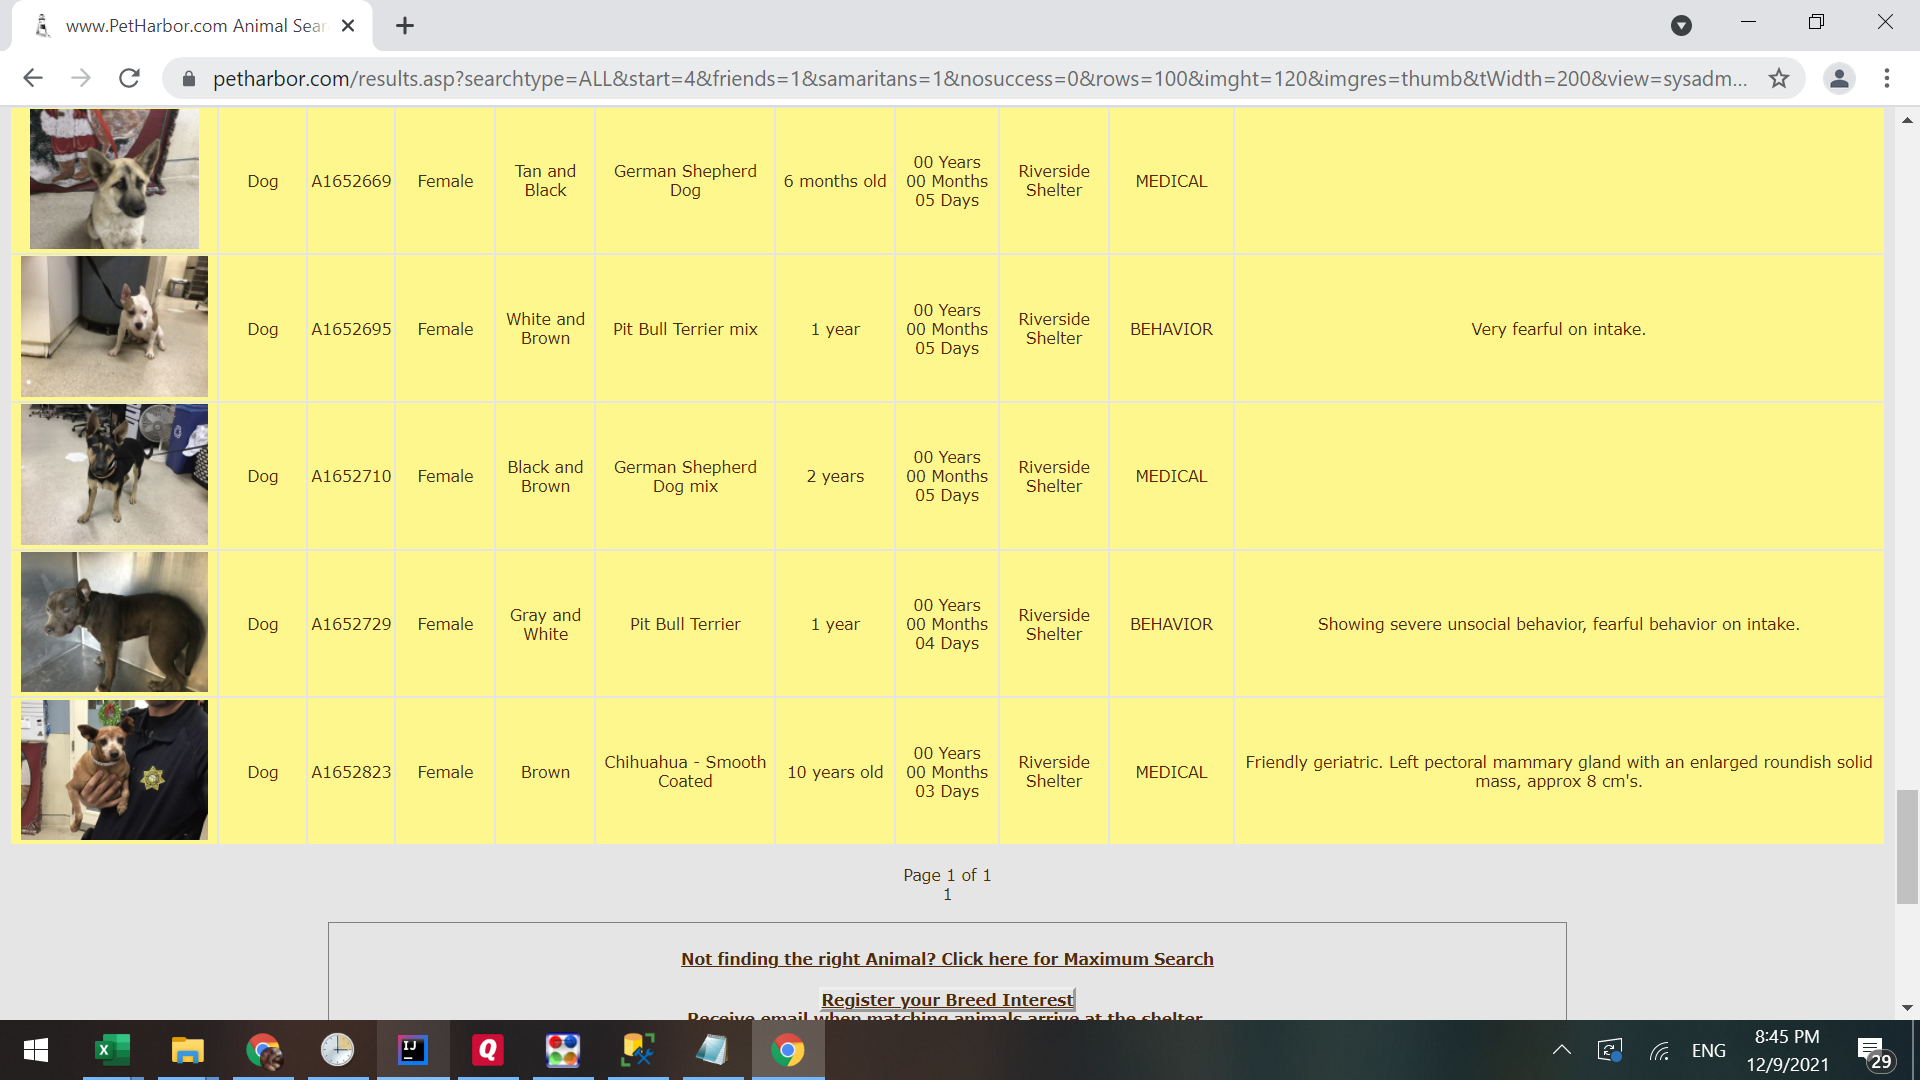 www.PetHarbor.com Animal Sear
petharbor.com/results.asp?searchtype=ALL&start=4&friends=1&samaritans=1&nosuccess=0&rows=100&imght=120&imgres=thumb&tWidth=200&view=sysadm...
Dog
A1652669
Female
Tan and
Black
German Shepherd
Dog
6 months old
00 Years
00 Months
05 Days
Riverside
Shelter
MEDICAL
Dog
A1652695
Female
White and
Brown
Pit Bull Terrier mix
1 year
00 Years
00 Months
05 Days
Riverside
Shelter
BEHAVIOR
Very fearful on intake.
Dog
A1652710
Female
Black and
Brown
German Shepherd
Dog mix
2 years
00 Years
00 Months
05 Days
Riverside
Shelter
MEDICAL
Dog
A1652729
Female
Gray and
White
Pit Bull Terrier
1 year
00 Years
00 Months
04 Days
Riverside
Shelter
BEHAVIOR
Showing severe unsocial behavior, fearful behavior on intake.
Dog
A1652823
Female
Brown
Chihuahua - Smooth
Coated
10 years old
00 Years
00 Months
03 Days
Riverside
Shelter
MEDICAL
Friendly geriatric. Left pectoral mammary gland with an enlarged roundish solid
mass, approx 8 cm's.
Page 1 of 1
1
Not finding the right Animal? Click here for Maximum Search
Register your Breed Interest
Receive email when matching animals arrive at the shelter
ENG
8:45 PM
12/9/2021
29